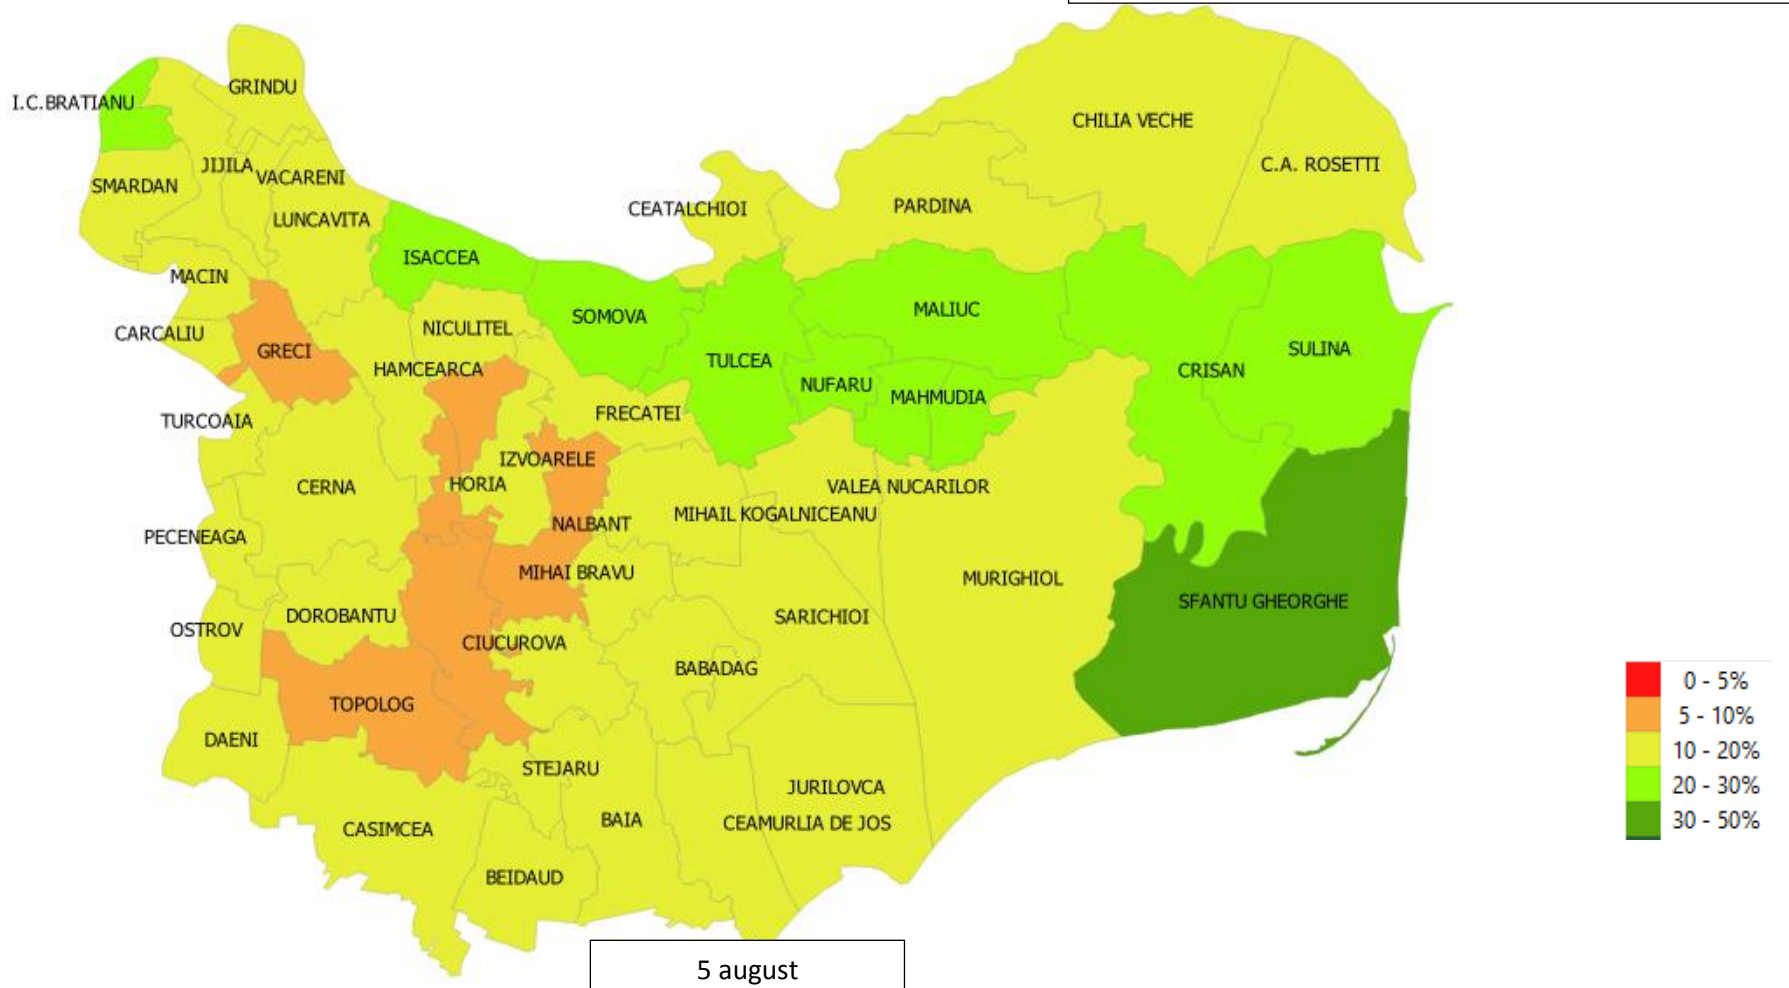 GRINDU
I.C.BRATIANU
CHILIA VECHE
JIJILA
C.A. ROSETTI
VACARENI
SMARDAN
CEATALCHIOI
PARDINA
LUNCAVITA
ISACCEA
MACIN
MALIUC
SOMOVA
NICULITEL
CARCALIU
SULINA
GRECI
TULCEA
HAMCEARCA
CRISAN
NUFARU
MAHMUDIA
FRECATEI
TURCOAIA
IZVOARELE
HORIA
CERNA
VALEA NUCARILOR
MIHAIL KOGALNICEANU
NALBANT
PECENEAGA
MIHAI BRAVU
MURIGHIOL
SFANTU GHEORGHE
DOROBANTU
SARICHIOI
OSTROV
CIUCUROVA
BABADAG
TOPOLOG
DAENI
STEJARU
JURILOVCA
BAIA
CEAMURLIA DE JOS
CASIMCEA
BEIDAUD
0 - 5%
5 - 10%
10 - 20%
20 - 30%
30 - 50%
5 august